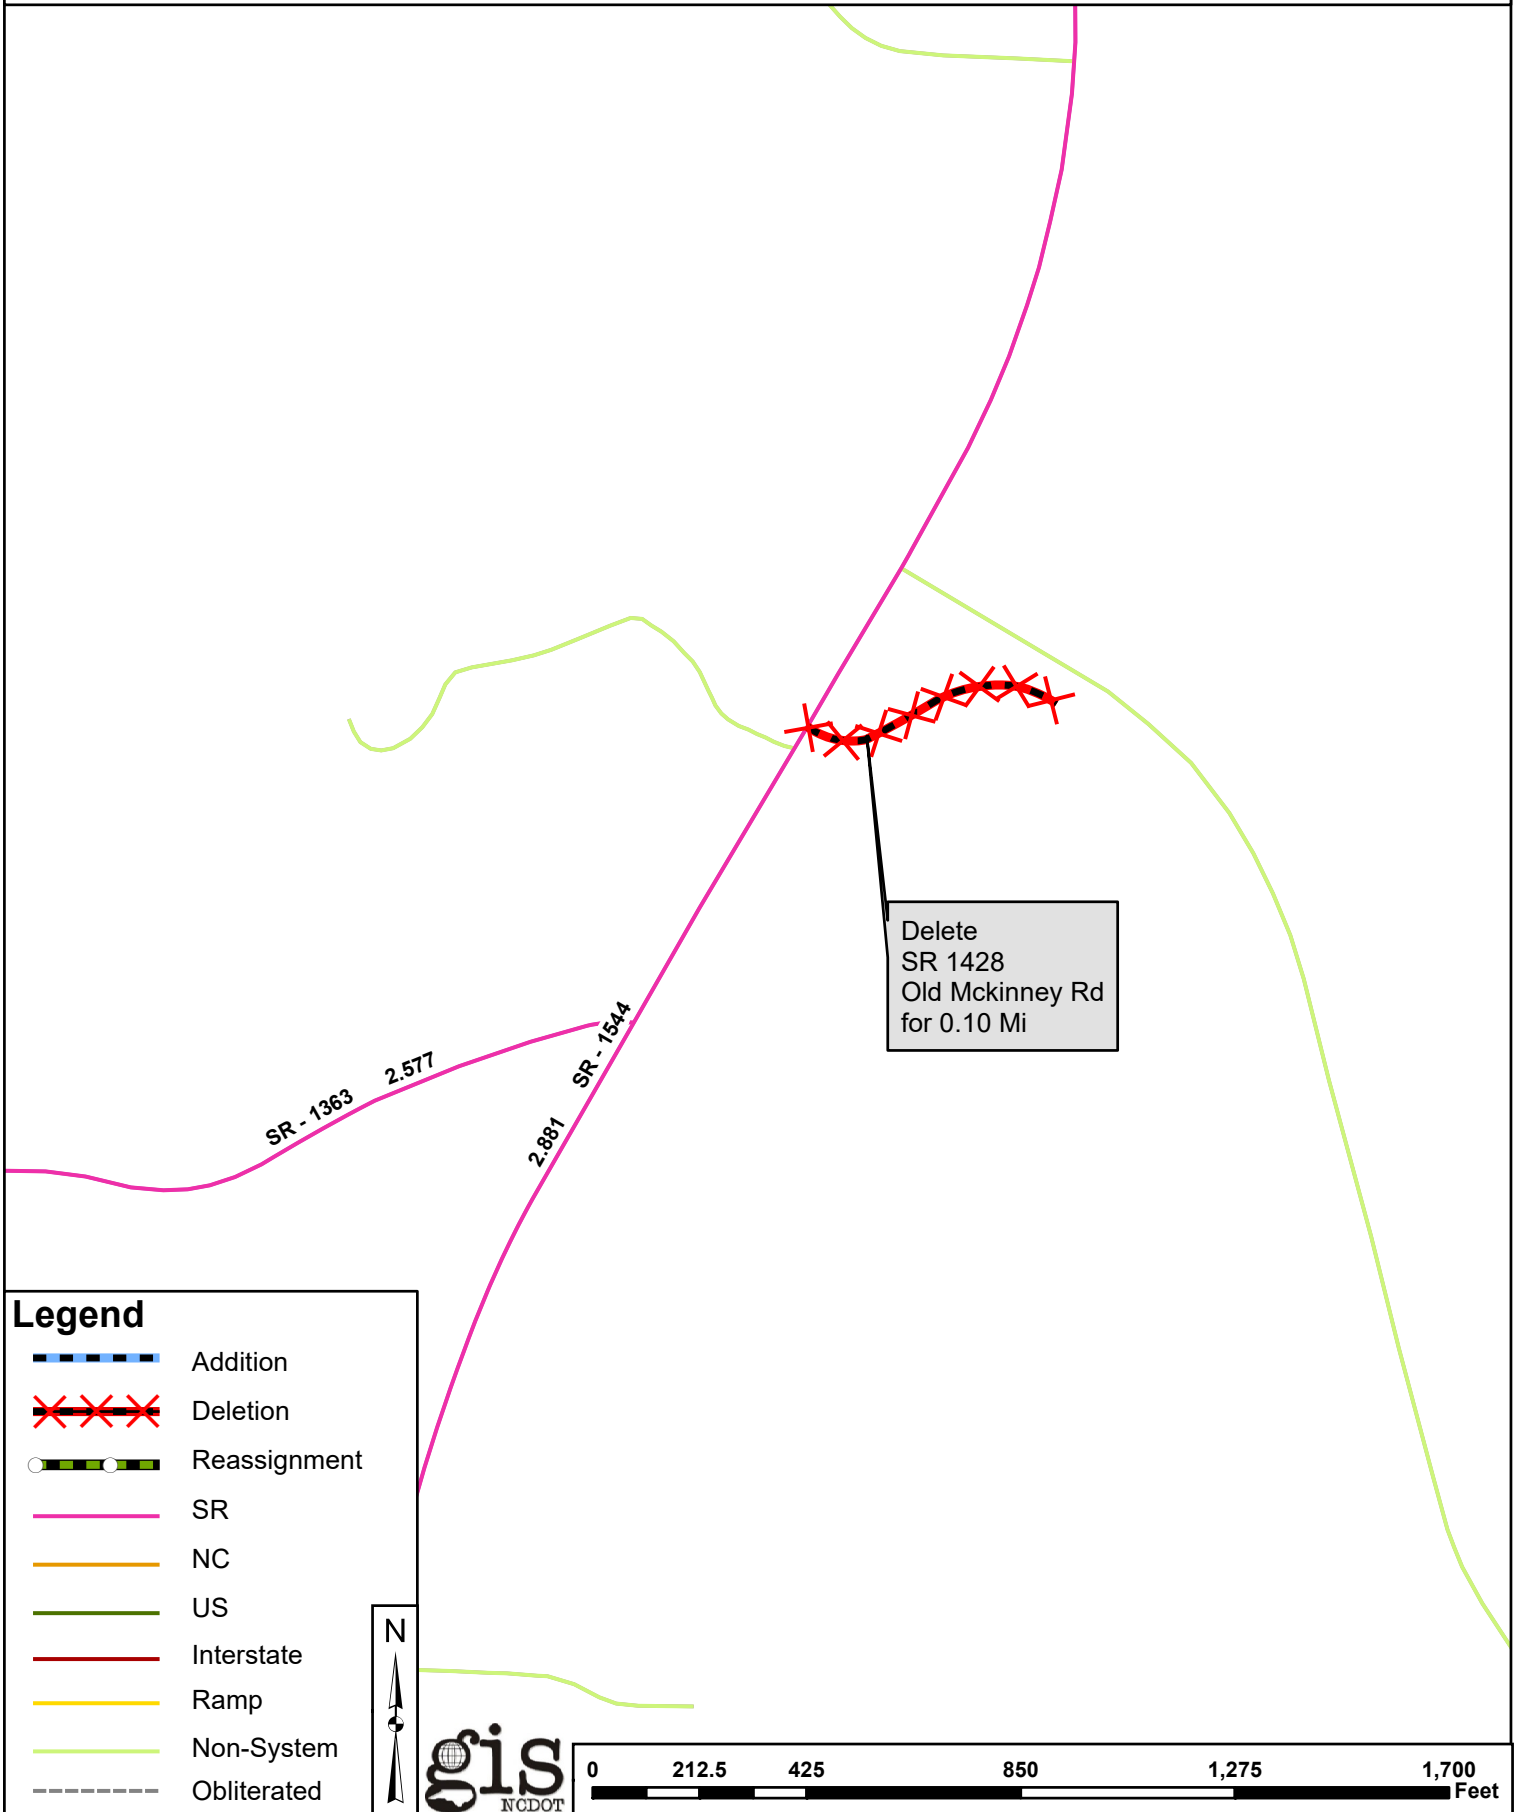 Delete
SR 1428
Old Mckinney Rd
for 0.10 Mi
SR - 1544
2.577
SR - 1363
2.881
Legend
Addition
Deletion
Reassignment
SR
NC
US
Interstate
Ramp
Non-System
Obliterated
N
gis
NCDOT
0 212.5 425 850 1,275 1,700
Feet